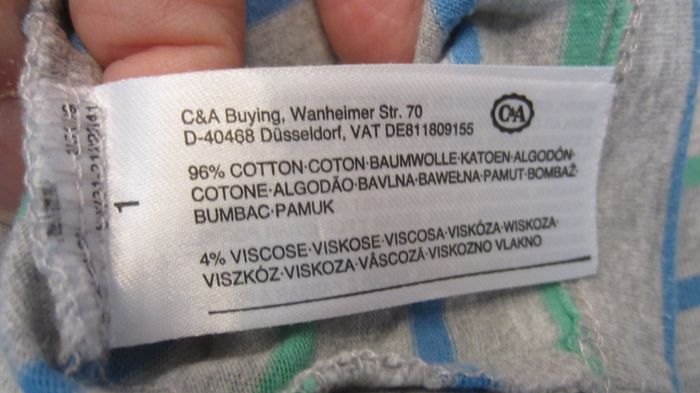 C&A Buying, Wanheimer Str. 70
D-40468 Düsseldorf, VAT DE811809155
C&A
96% COTTON·COTON·BAUMWOLLE·KATOEN·ALGODÓN·
COTONE·ALGODÃO·BAVLNA·BAWEŁNA·PAMUT·BOMBAŽ·
BUMBAC·PAMUK
4% VISCOSE·VISKOSE·VISCOSA·VISKÓZA·WISKOZA·
VISZKÓZ·VISKOZA·VÂSCOZĂ·VISKOZNO VLAKNO
1